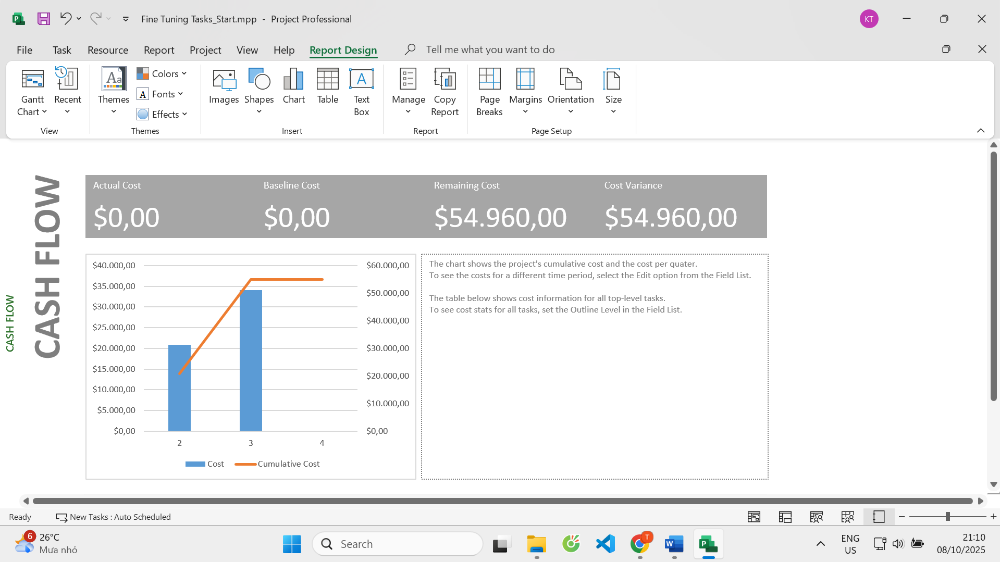 Fine Tuning Tasks_Start.mpp - Project Professional
KT
File Task Resource Report Project View Help Report Design Tell me what you want to do
Gantt Chart
Recent
View
Themes
Colors
Fonts
Effects
Themes
Images
Shapes
Chart
Table
Text Box
Insert
Manage
Copy Report
Report
Page Breaks
Margins
Orientation
Size
Page Setup
CASH FLOW
CASH FLOW
Actual Cost Baseline Cost Remaining Cost Cost Variance
$0,00 $0,00 $54.960,00 $54.960,00
$40.000,00
$35.000,00
$30.000,00
$25.000,00
$20.000,00
$15.000,00
$10.000,00
$5.000,00
$0,00
$60.000,00
$50.000,00
$40.000,00
$30.000,00
$20.000,00
$10.000,00
$0,00
2 3 4
Cost Cumulative Cost
The chart shows the project's cumulative cost and the cost per quater.
To see the costs for a different time period, select the Edit option from the Field List.
The table below shows cost information for all top-level tasks.
To see cost stats for all tasks, set the Outline Level in the Field List.
Ready New Tasks : Auto Scheduled
6
26°C
Mưa nhỏ
Search
T
ENG
US
21:10
08/10/2025